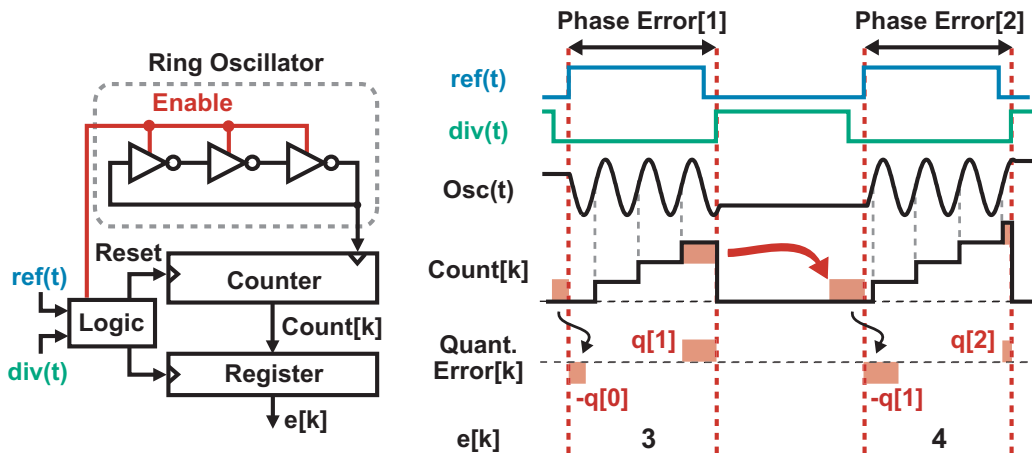 Ring Oscillator
Enable
Reset
ref(t)
Logic
div(t)
Counter
Count[k]
Register
e[k]
Phase Error[1]
Phase Error[2]
ref(t)
div(t)
Osc(t)
Count[k]
Quant.
Error[k]
q[1]
-q[0]
q[2]
-q[1]
e[k]
3
4